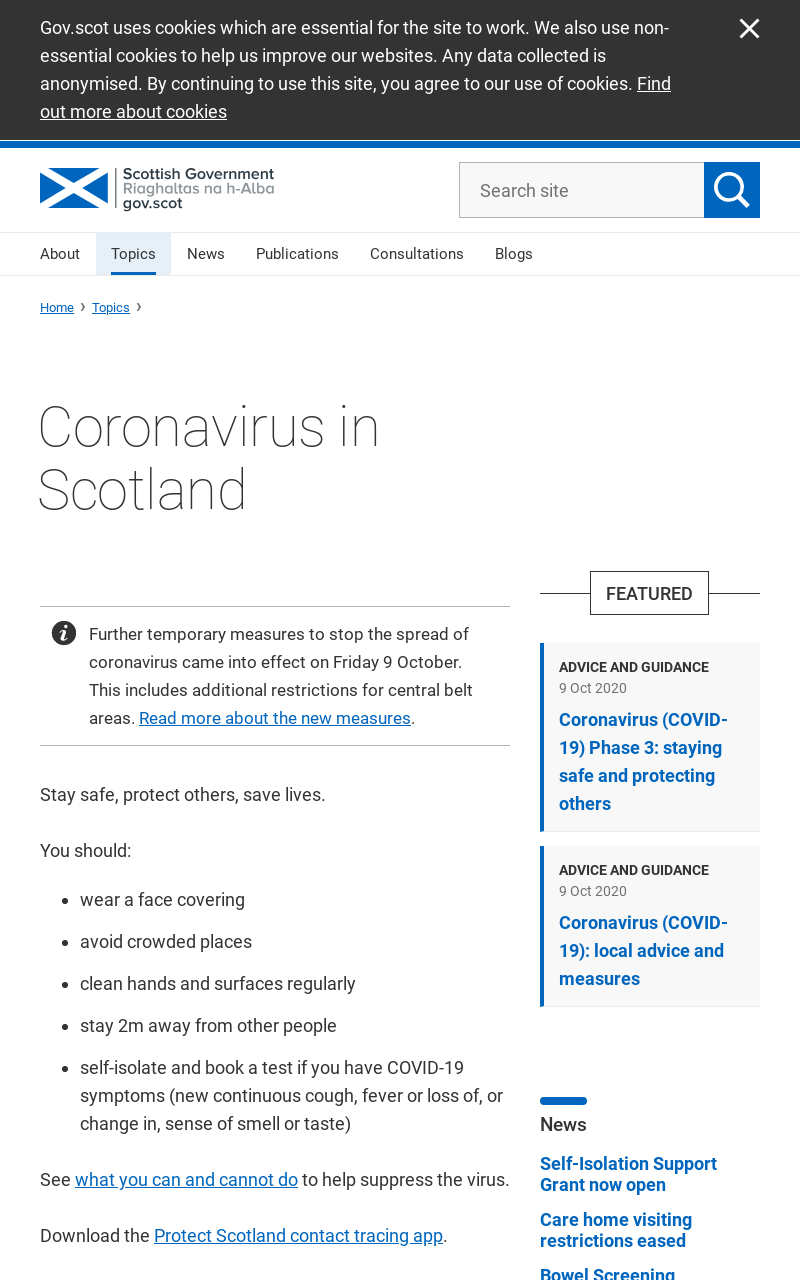 Gov.scot uses cookies which are essential for the site to work. We also use non-
essential cookies to help us improve our websites. Any data collected is
anonymised. By continuing to use this site, you agree to our use of cookies. Find
out more about cookies
Scottish Government
Riaghaltas na h-Alba
gov.scot
Search site
About
Topics
News
Publications
Consultations
Blogs
Home › Topics ›
Coronavirus in
Scotland
Further temporary measures to stop the spread of
coronavirus came into effect on Friday 9 October.
This includes additional restrictions for central belt
areas. Read more about the new measures.
Stay safe, protect others, save lives.
You should:
• wear a face covering
• avoid crowded places
• clean hands and surfaces regularly
• stay 2m away from other people
• self-isolate and book a test if you have COVID-19
symptoms (new continuous cough, fever or loss of, or
change in, sense of smell or taste)
See what you can and cannot do to help suppress the virus.
Download the Protect Scotland contact tracing app.
FEATURED
ADVICE AND GUIDANCE
9 Oct 2020
Coronavirus (COVID-
19) Phase 3: staying
safe and protecting
others
ADVICE AND GUIDANCE
9 Oct 2020
Coronavirus (COVID-
19): local advice and
measures
News
Self-Isolation Support
Grant now open
Care home visiting
restrictions eased
Bowel Screening